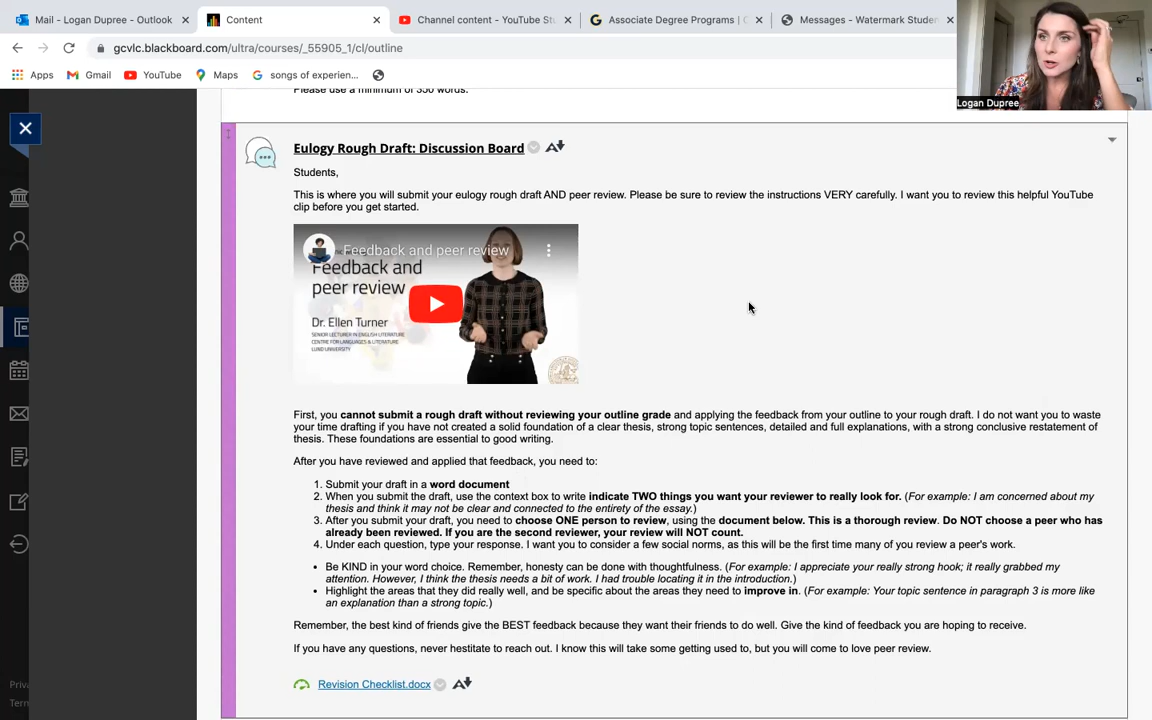 Mail - Logan Dupree - Outlook
Content
Channel content - YouTube Stu
Associate Degree Programs | G
Messages - Watermark Studen
gcvlc.blackboard.com/ultra/courses/_55905_1/cl/outline
Apps
Gmail
YouTube
Maps
songs of experien...
Logan Dupree
Please use a minimum of 350 words.
Eulogy Rough Draft: Discussion Board
Students,
This is where you will submit your eulogy rough draft AND peer review. Please be sure to review the instructions VERY carefully. I want you to review this helpful YouTube
clip before you get started.
Feedback and peer review
Feedback and
peer review
Dr. Ellen Turner
SENIOR LECTURER IN ENGLISH LITERATURE
CENTRE FOR LANGUAGES & LITERATURE
LUND UNIVERSITY
First, you cannot submit a rough draft without reviewing your outline grade and applying the feedback from your outline to your rough draft. I do not want you to waste
your time drafting if you have not created a solid foundation of a clear thesis, strong topic sentences, detailed and full explanations, with a strong conclusive restatement of
thesis. These foundations are essential to good writing.
After you have reviewed and applied that feedback, you need to:
1. Submit your draft in a word document
2. When you submit the draft, use the context box to write indicate TWO things you want your reviewer to really look for. (For example: I am concerned about my
thesis and think it may not be clear and connected to the entirety of the essay.)
3. After you submit your draft, you need to choose ONE person to review, using the document below. This is a thorough review. Do NOT choose a peer who has
already been reviewed. If you are the second reviewer, your review will NOT count.
4. Under each question, type your response. I want you to consider a few social norms, as this will be the first time many of you review a peer's work.
• Be KIND in your word choice. Remember, honesty can be done with thoughtfulness. (For example: I appreciate your really strong hook; it really grabbed my
attention. However, I think the thesis needs a bit of work. I had trouble locating it in the introduction.)
• Highlight the areas that they did really well, and be specific about the areas they need to improve in. (For example: Your topic sentence in paragraph 3 is more like
an explanation than a strong topic.)
Remember, the best kind of friends give the BEST feedback because they want their friends to do well. Give the kind of feedback you are hoping to receive.
If you have any questions, never hestitate to reach out. I know this will take some getting used to, but you will come to love peer review.
Revision Checklist.docx
Priv
Term